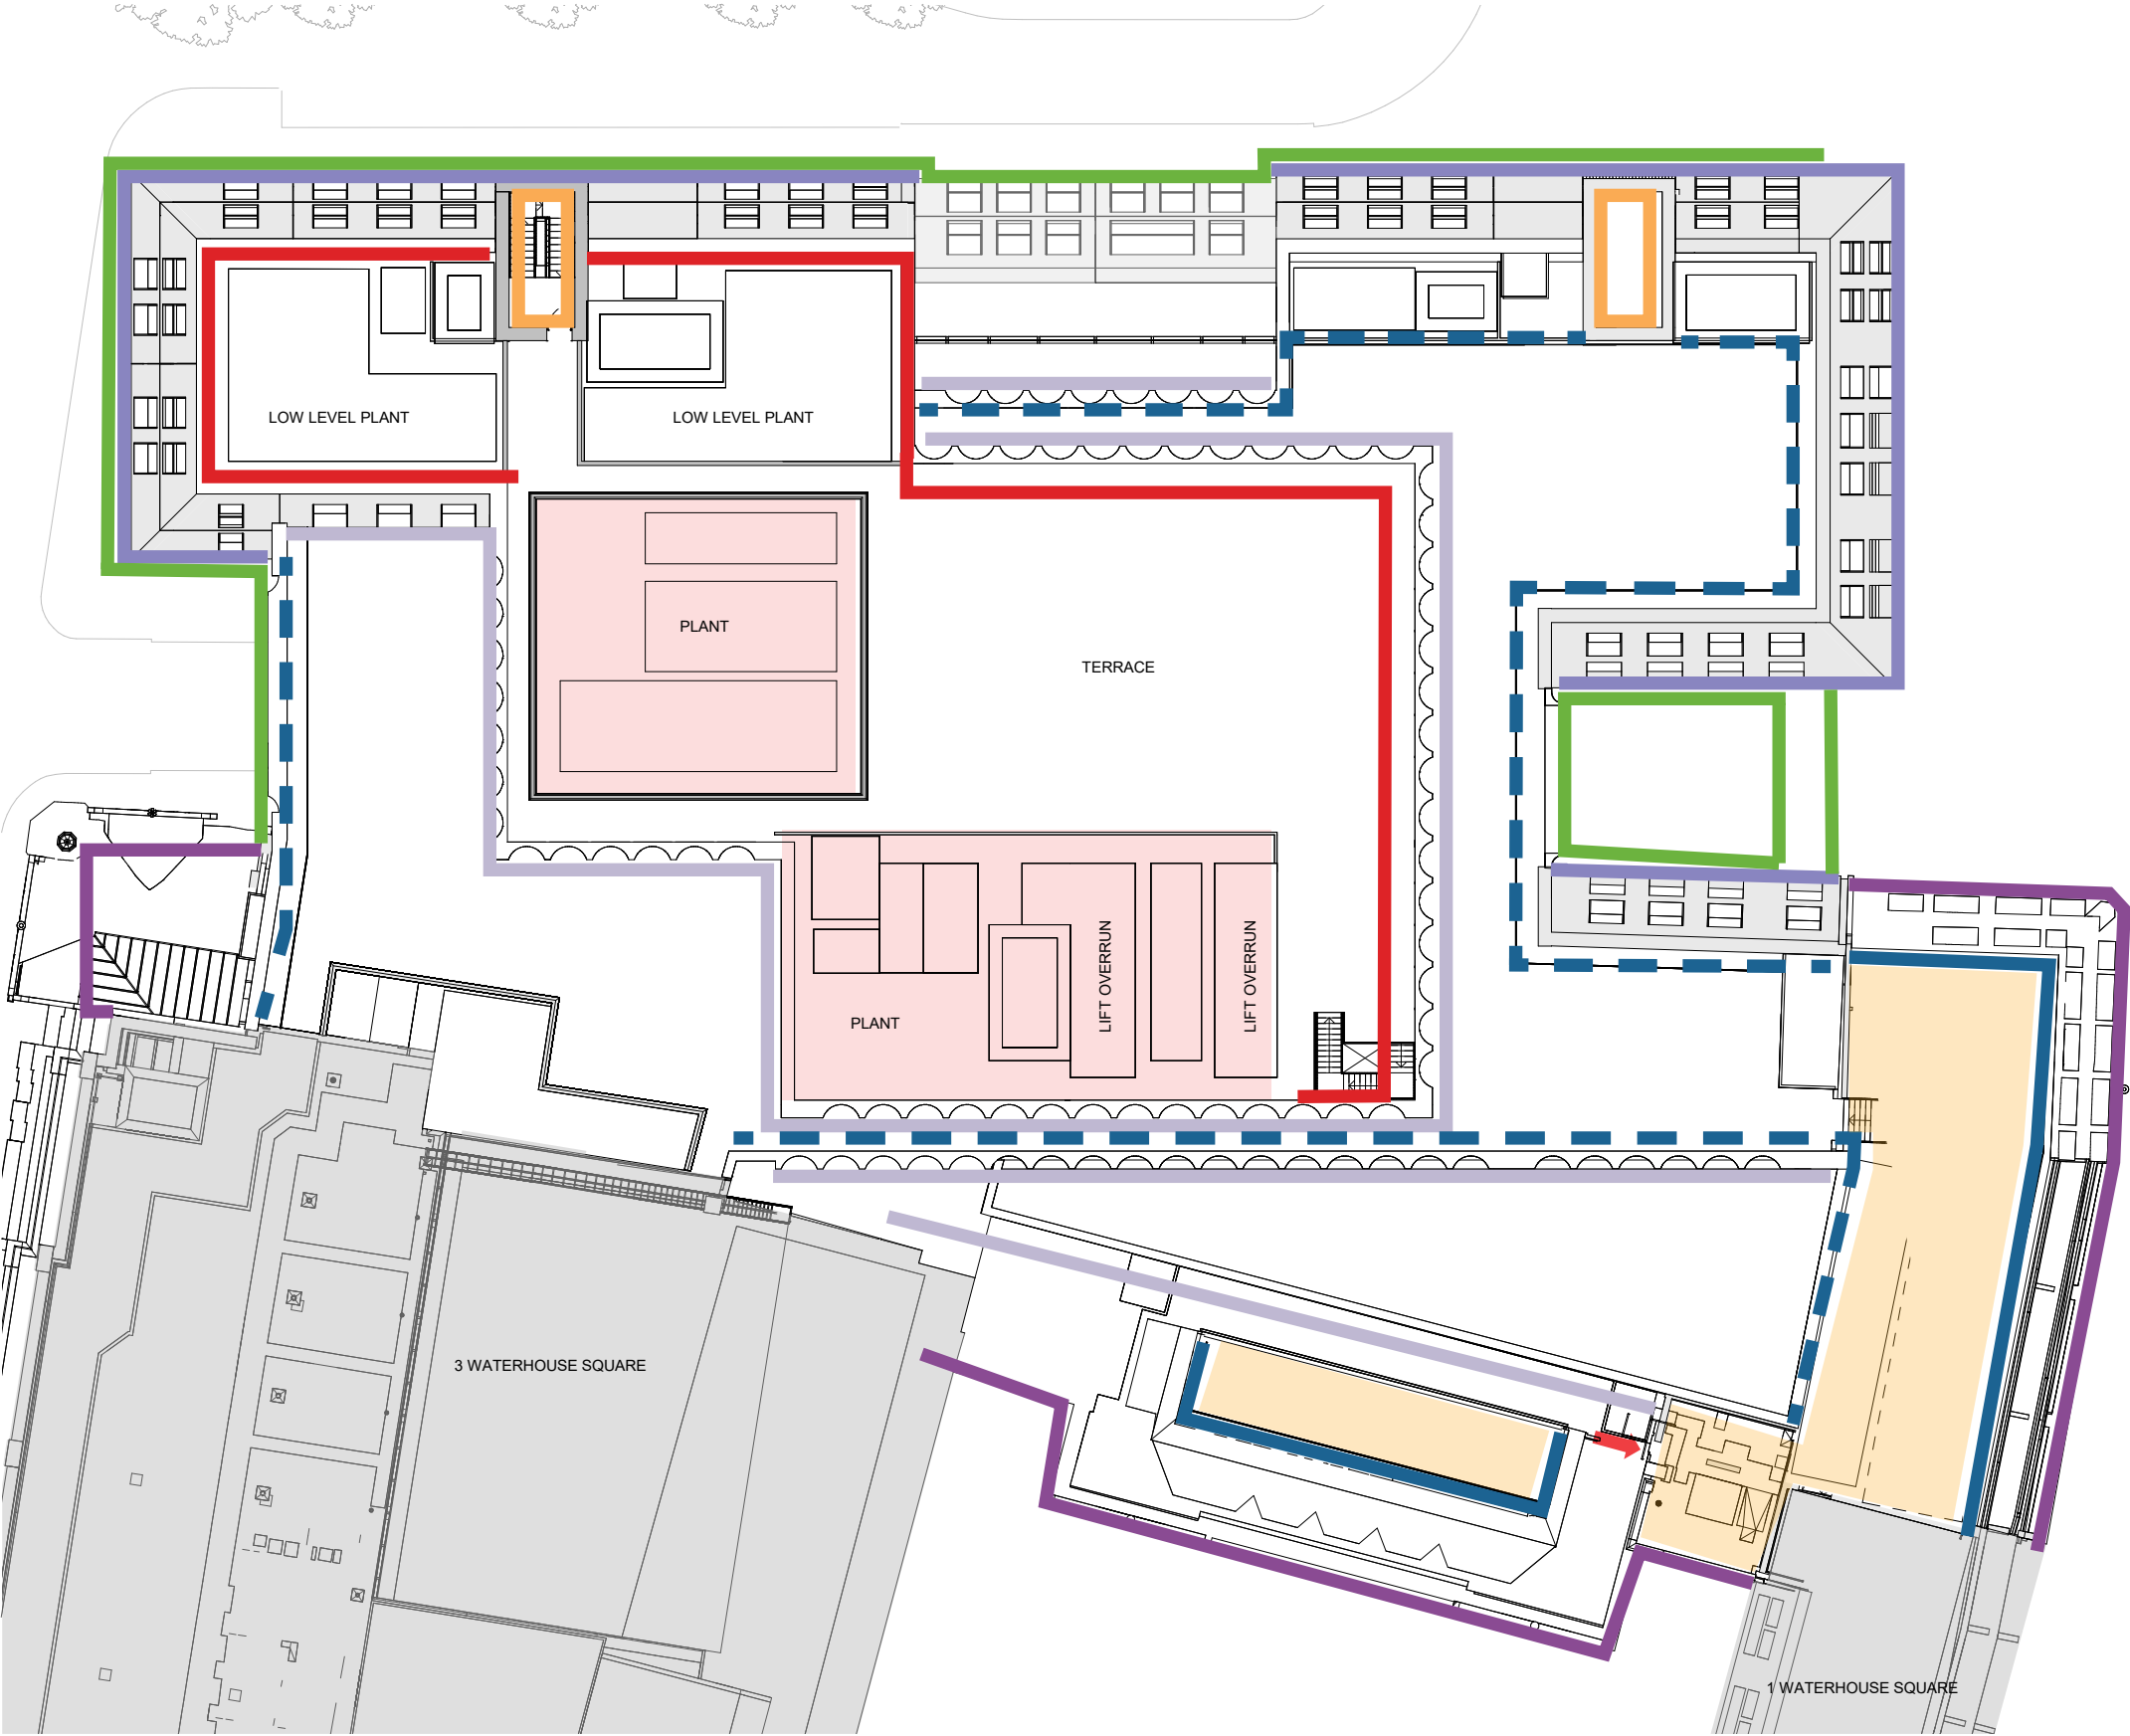 LOW LEVEL PLANT
LOW LEVEL PLANT
PLANT
TERRACE
PLANT
LIFT OVERRUN
LIFT OVERRUN
3 WATERHOUSE SQUARE
1 WATERHOUSE SQUARE